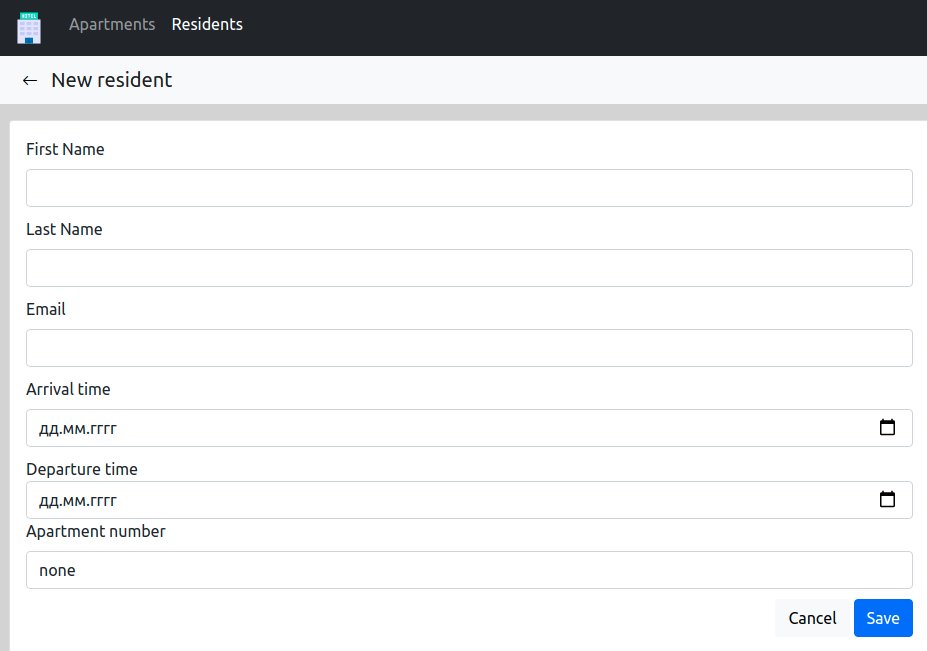 HOTEL
Apartments Residents
← New resident
First Name
Last Name
Email
Arrival time
дд.мм.гггг
Departure time
дд.мм.гггг
Apartment number
none
Cancel Save